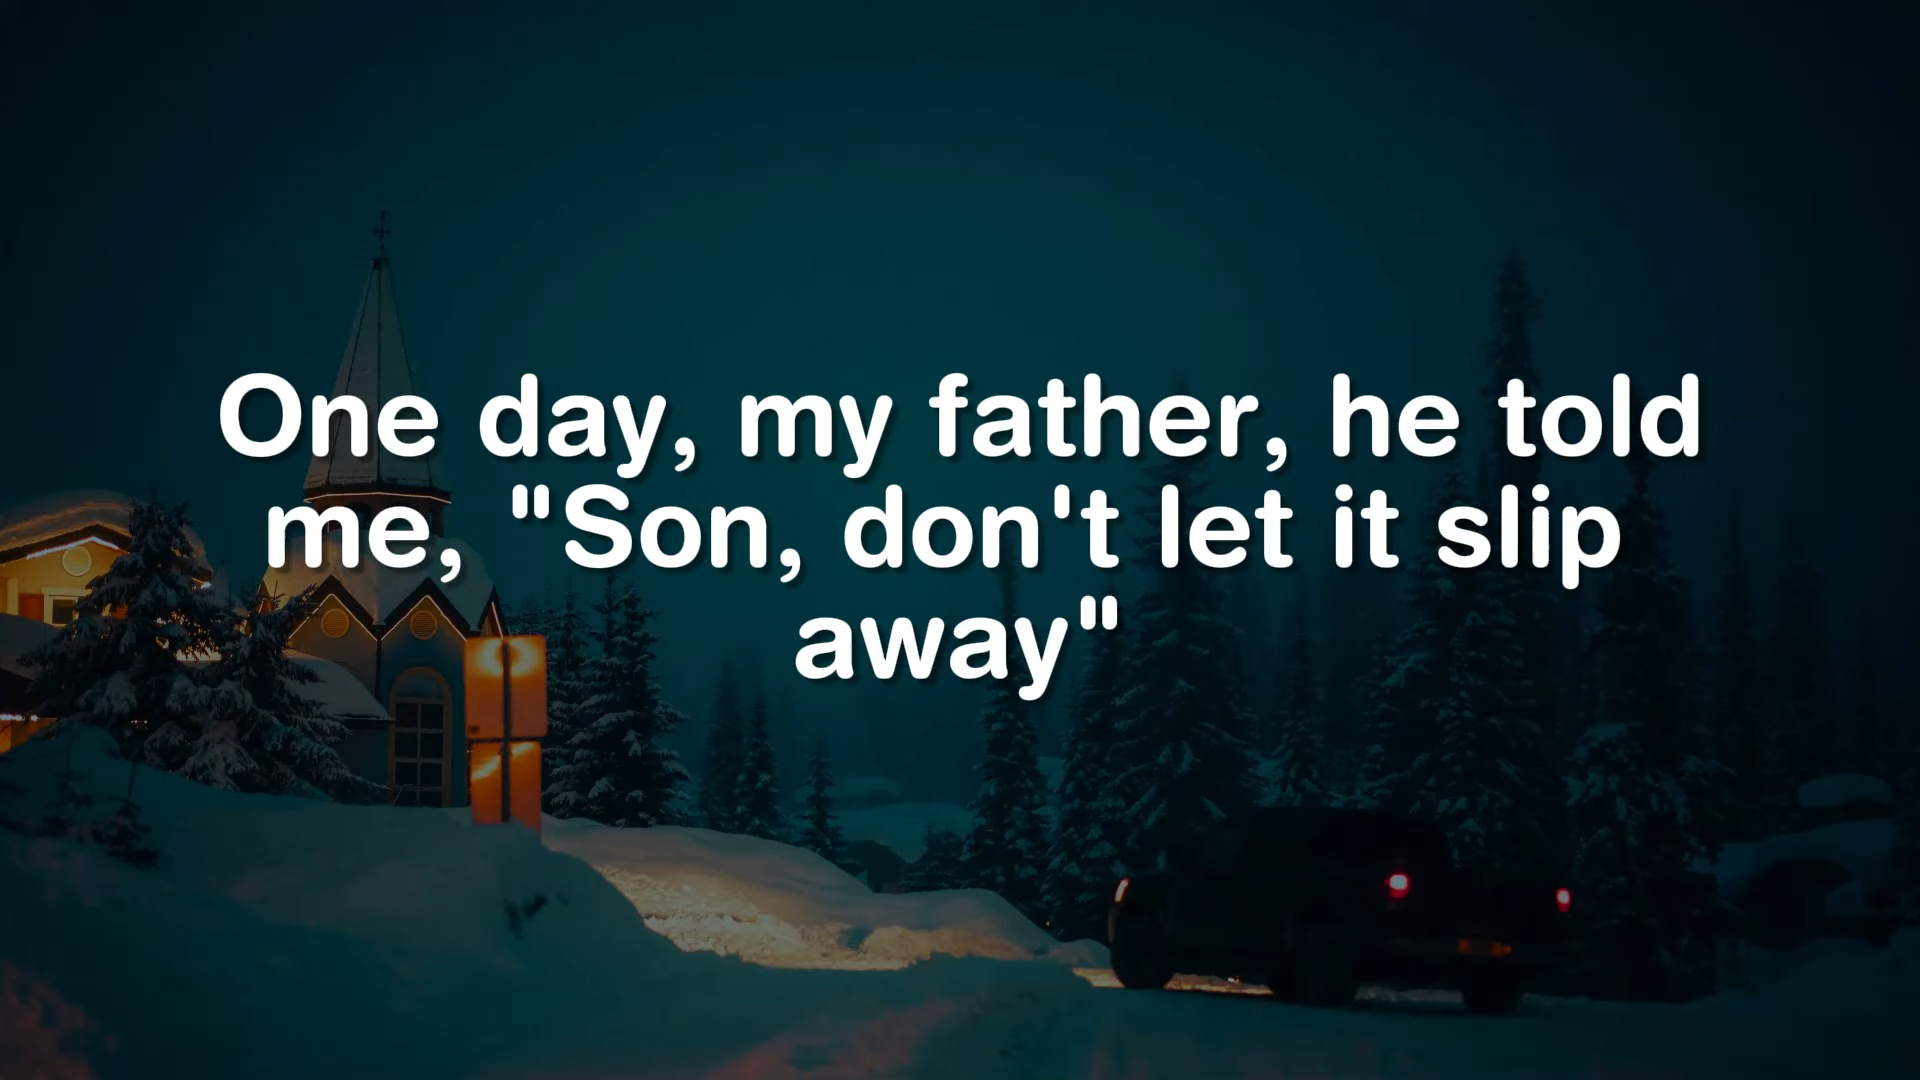 One day, my father, he told
me, "Son, don't let it slip
away"